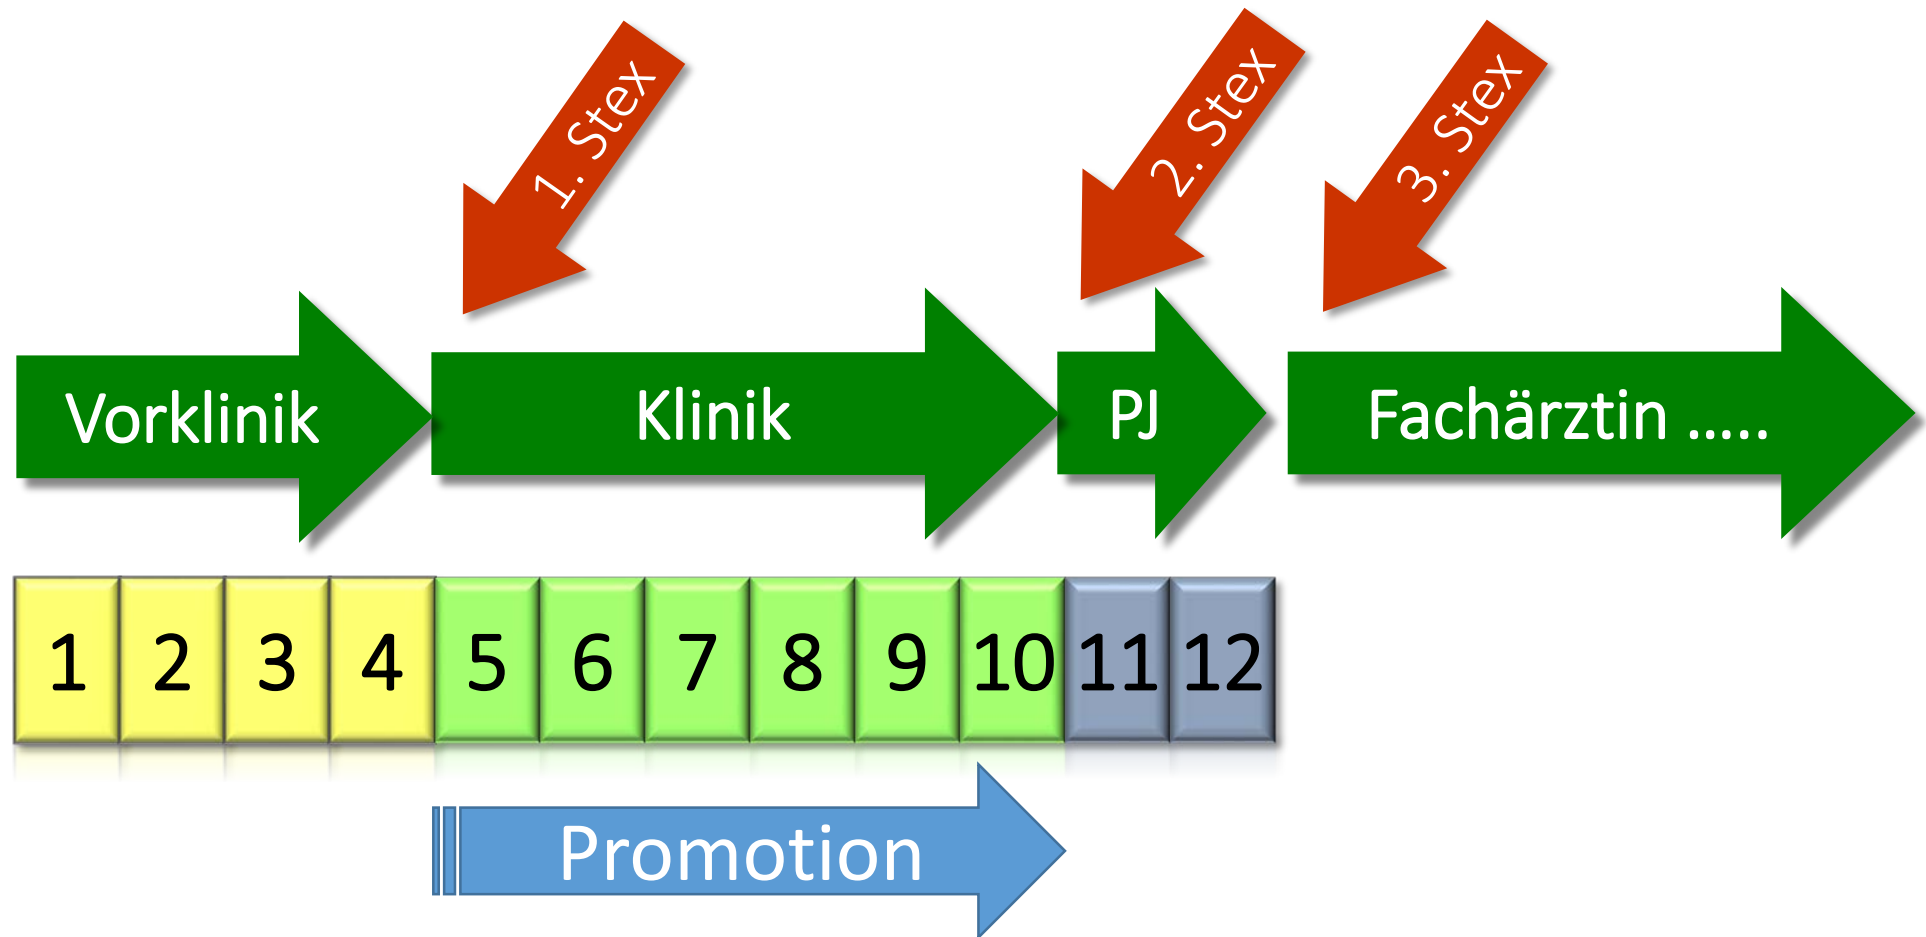 1. Stex
2. Stex
3. Stex
Vorklinik
Klinik
PJ
Fachärztin .....
1 2 3 4 5 6 7 8 9 10 11 12
Promotion